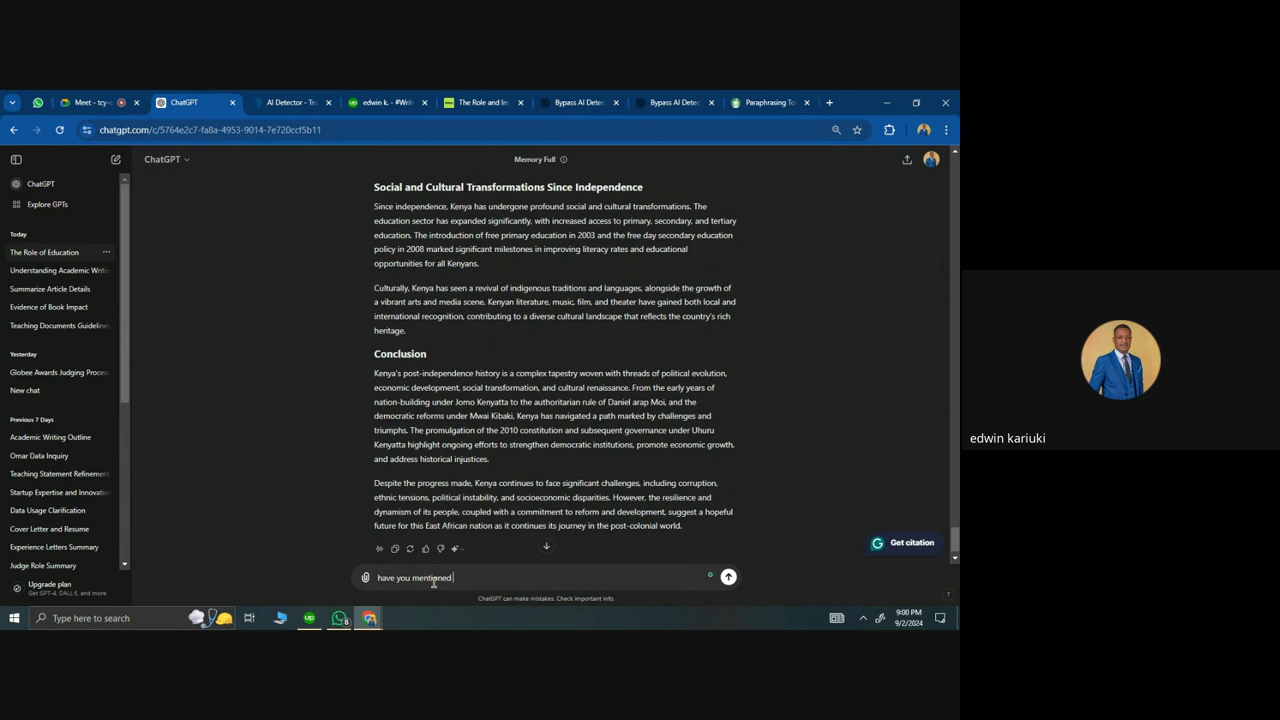 Meet - tcy-c
ChatGPT
AI Detector - Tru
edwin k. - #Writ
The Role and Im
Bypass AI Detec
Bypass AI Detec
Paraphrasing To
chatgpt.com/c/5764e2c7-fa8a-4953-9014-7e720ccf5b11
ChatGPT
Memory Full
ChatGPT
Explore GPTs
Today
The Role of Education
Understanding Academic Writin
Summarize Article Details
Evidence of Book Impact
Teaching Documents Guidelines
Yesterday
Globee Awards Judging Process
New chat
Previous 7 Days
Academic Writing Outline
Omar Data Inquiry
Teaching Statement Refinement
Startup Expertise and Innovatio
Data Usage Clarification
Cover Letter and Resume
Experience Letters Summary
Judge Role Summary
Upgrade plan
Get GPT-4, DALL·E, and more
Social and Cultural Transformations Since Independence
Since independence, Kenya has undergone profound social and cultural transformations. The
education sector has expanded significantly, with increased access to primary, secondary, and tertiary
education. The introduction of free primary education in 2003 and the free day secondary education
policy in 2008 marked significant milestones in improving literacy rates and educational
opportunities for all Kenyans.
Culturally, Kenya has seen a revival of indigenous traditions and languages, alongside the growth of
a vibrant arts and media scene. Kenyan literature, music, film, and theater have gained both local and
international recognition, contributing to a diverse cultural landscape that reflects the country's rich
heritage.
Conclusion
Kenya's post-independence history is a complex tapestry woven with threads of political evolution,
economic development, social transformation, and cultural renaissance. From the early years of
nation-building under Jomo Kenyatta to the authoritarian rule of Daniel arap Moi, and the
democratic reforms under Mwai Kibaki, Kenya has navigated a path marked by challenges and
triumphs. The promulgation of the 2010 constitution and subsequent governance under Uhuru
Kenyatta highlight ongoing efforts to strengthen democratic institutions, promote economic growth,
and address historical injustices.
Despite the progress made, Kenya continues to face significant challenges, including corruption,
ethnic tensions, political instability, and socioeconomic disparities. However, the resilience and
dynamism of its people, coupled with a commitment to reform and development, suggest a hopeful
future for this East African nation as it continues its journey in the post-colonial world.
Get citation
have you mentioned
ChatGPT can make mistakes. Check important info.
?
Type here to search
up
8
9:00 PM
9/2/2024
edwin kariuki